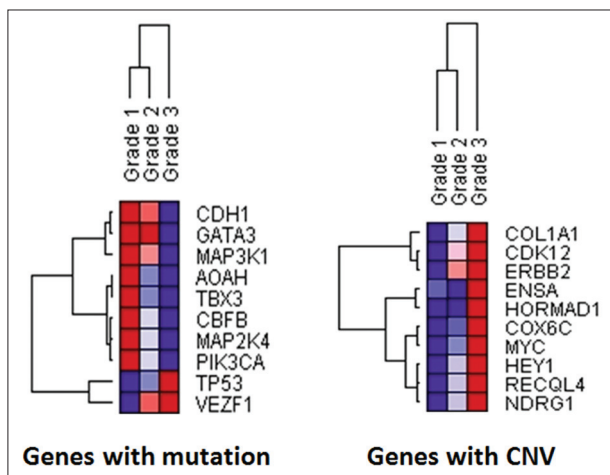 Grade 1
Grade 2
Grade 3
CDH1
GATA3
MAP3K1
AOAH
TBX3
CBFB
MAP2K4
PIK3CA
TP53
VEZF1
Genes with mutation
Grade 1
Grade 2
Grade 3
COL1A1
CDK12
ERBB2
ENSA
HORMAD1
COX6C
MYC
HEY1
RECQL4
NDRG1
Genes with CNV